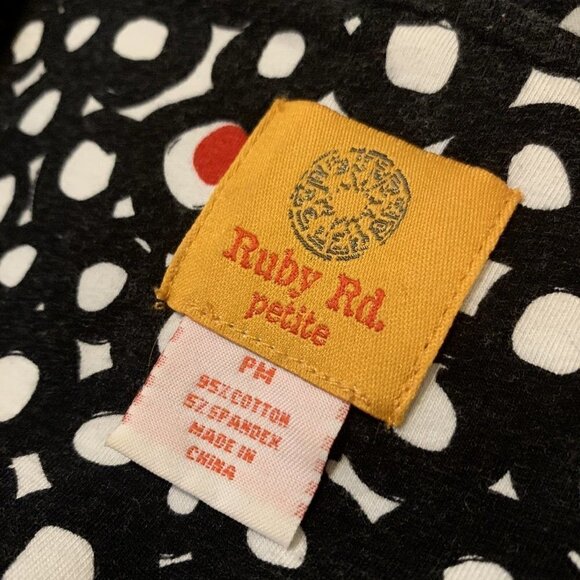 Ruby Rd.
petite
PM
95%COTTON
5%SPANDEX
MADE IN
CHINA